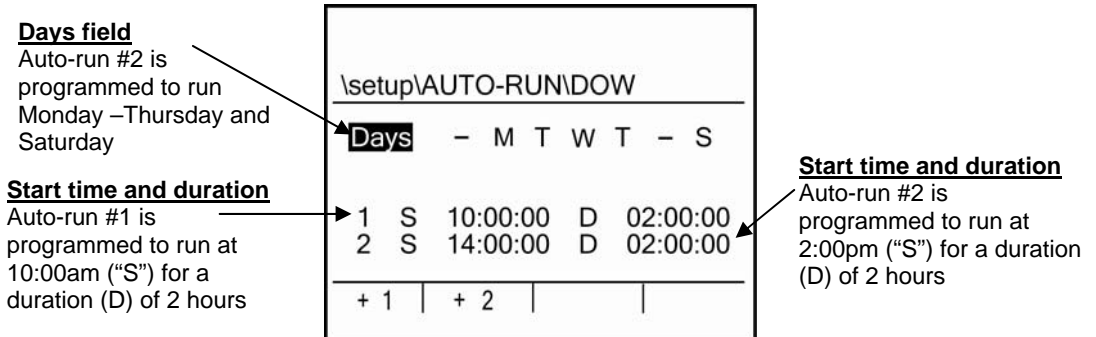 Days field
Auto-run #2 is
programmed to run
Monday –Thursday and
Saturday
Start time and duration
Auto-run #1 is
programmed to run at
10:00am (“S”) for a
duration (D) of 2 hours
\setup\AUTO-RUN\DOW
Days – M T W T – S
1 S 10:00:00 D 02:00:00
2 S 14:00:00 D 02:00:00
+ 1 + 2
Start time and duration
Auto-run #2 is
programmed to run at
2:00pm (“S”) for a duration
(D) of 2 hours